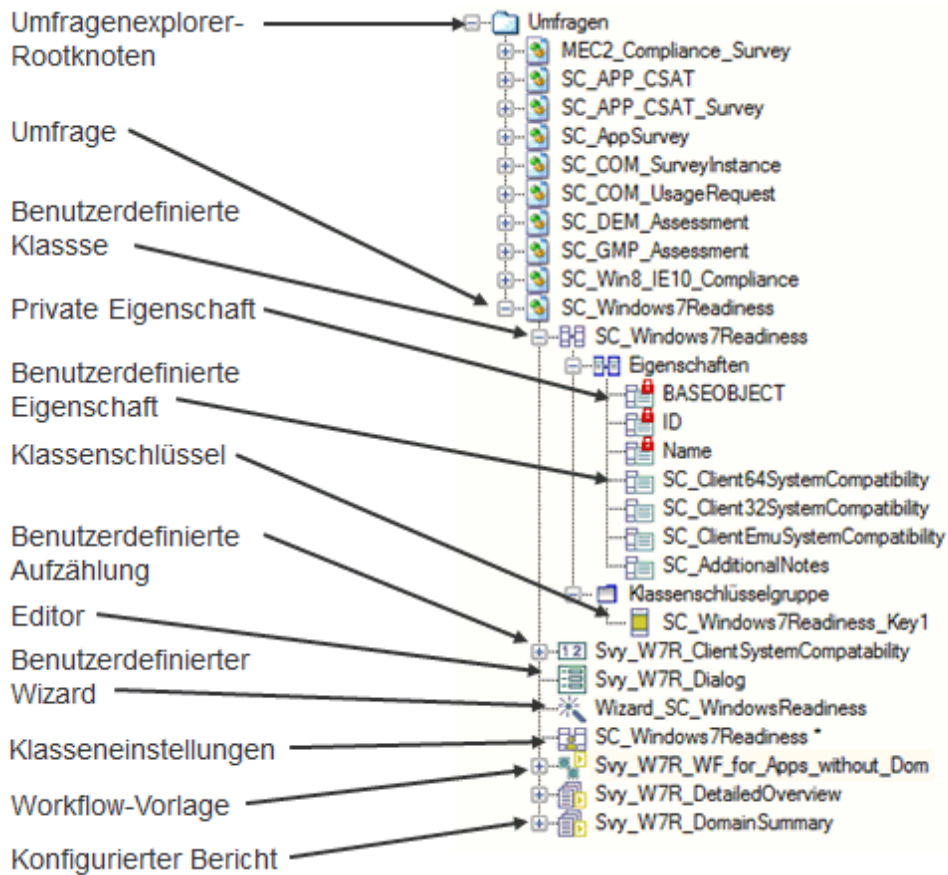 Umfragenexplorer-
Rootknoten
Umfrage
Benutzerdefinierte
Klassse
Private Eigenschaft
Benutzerdefinierte
Eigenschaft
Klassenschlüssel
Benutzerdefinierte
Aufzählung
Editor
Benutzerdefinierter
Wizard
Klasseneinstellungen
Workflow-Vorlage
Konfigurierter Bericht
Umfragen
MEC2_Compliance_Survey
SC_APP_CSAT
SC_APP_CSAT_Survey
SC_AppSurvey
SC_COM_SurveyInstance
SC_COM_UsageRequest
SC_DEM_Assessment
SC_GMP_Assessment
SC_Win8_IE10_Compliance
SC_Windows7Readiness
SC_Windows7Readiness
Eigenschaften
BASEOBJECT
ID
Name
SC_Client64SystemCompatibility
SC_Client32SystemCompatibility
SC_ClientEmuSystemCompatibility
SC_AdditionalNotes
Klassenschlüsselgruppe
SC_Windows7Readiness_Key1
12 Svy_W7R_ClientSystemCompatability
Svy_W7R_Dialog
Wizard_SC_WindowsReadiness
SC_Windows7Readiness *
Svy_W7R_WF_for_Apps_without_Dom
Svy_W7R_DetailedOverview
Svy_W7R_DomainSummary